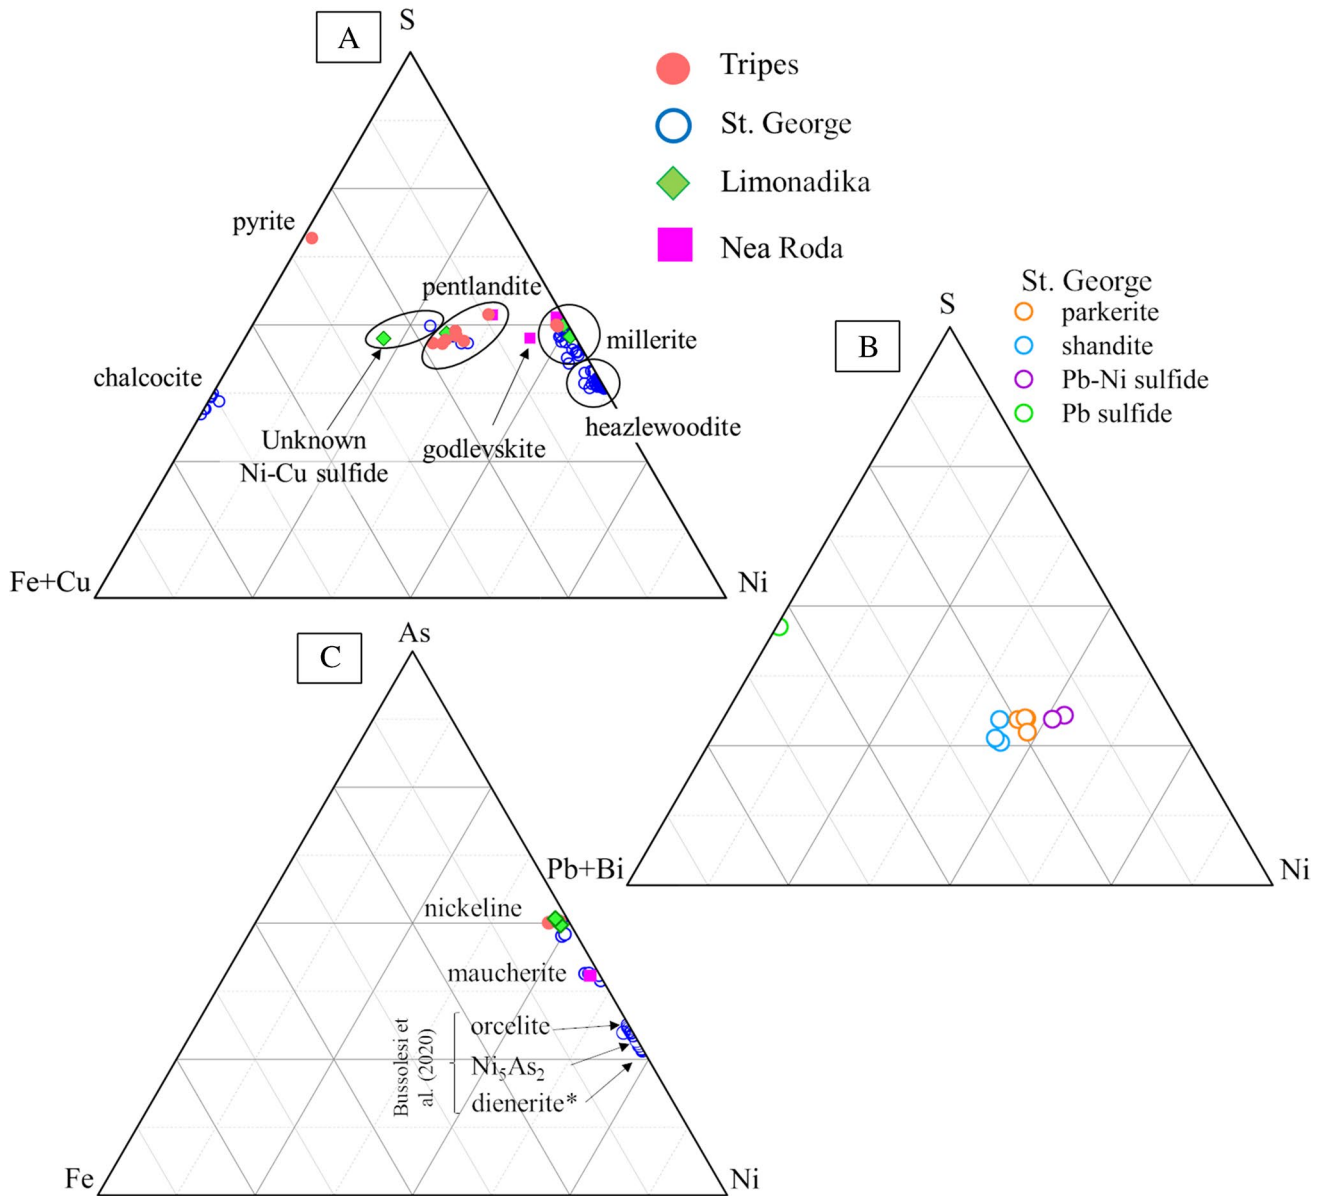 A
S
Tripes
St. George
Limonadika
Nea Roda
pyrite
pentlandite
millerite
chalcocite
heazlewoodite
Unknown
Ni-Cu sulfide
godlevskite
Fe+Cu
Ni
St. George
parkerite
shandite
Pb-Ni sulfide
Pb sulfide
B
S
Pb+Bi
Ni
C
As
nickeline
maucherite
Bussolesi et
al. (2020)
orcelite
Ni₅As₂
dienerite*
Fe
Ni